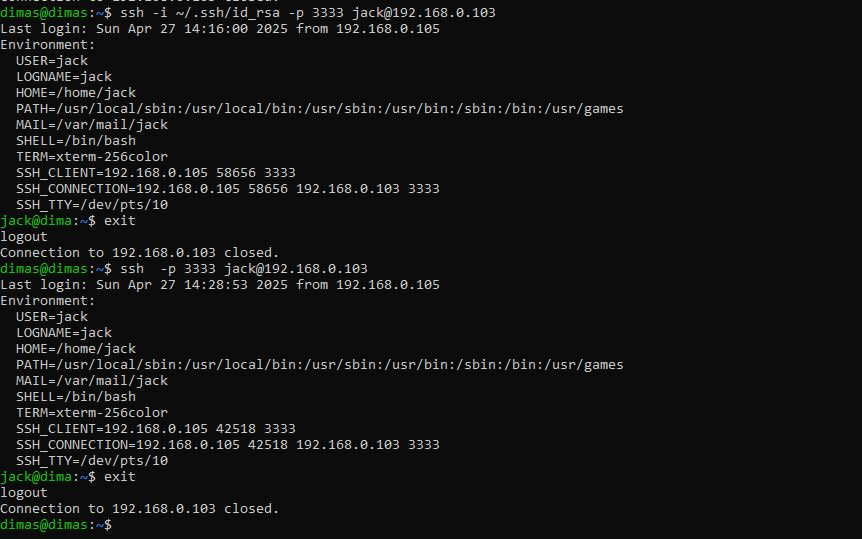 dimas@dimas:~$ ssh -i ~/.ssh/id_rsa -p 3333 jack@192.168.0.103
Last login: Sun Apr 27 14:16:00 2025 from 192.168.0.105
Environment:
  USER=jack
  LOGNAME=jack
  HOME=/home/jack
  PATH=/usr/local/sbin:/usr/local/bin:/usr/sbin:/usr/bin:/sbin:/bin:/usr/games
  MAIL=/var/mail/jack
  SHELL=/bin/bash
  TERM=xterm-256color
  SSH_CLIENT=192.168.0.105 58656 3333
  SSH_CONNECTION=192.168.0.105 58656 192.168.0.103 3333
  SSH_TTY=/dev/pts/10
jack@dima:~$ exit
logout
Connection to 192.168.0.103 closed.
dimas@dimas:~$ ssh  -p 3333 jack@192.168.0.103
Last login: Sun Apr 27 14:28:53 2025 from 192.168.0.105
Environment:
  USER=jack
  LOGNAME=jack
  HOME=/home/jack
  PATH=/usr/local/sbin:/usr/local/bin:/usr/sbin:/usr/bin:/sbin:/bin:/usr/games
  MAIL=/var/mail/jack
  SHELL=/bin/bash
  TERM=xterm-256color
  SSH_CLIENT=192.168.0.105 42518 3333
  SSH_CONNECTION=192.168.0.105 42518 192.168.0.103 3333
  SSH_TTY=/dev/pts/10
jack@dima:~$ exit
logout
Connection to 192.168.0.103 closed.
dimas@dimas:~$